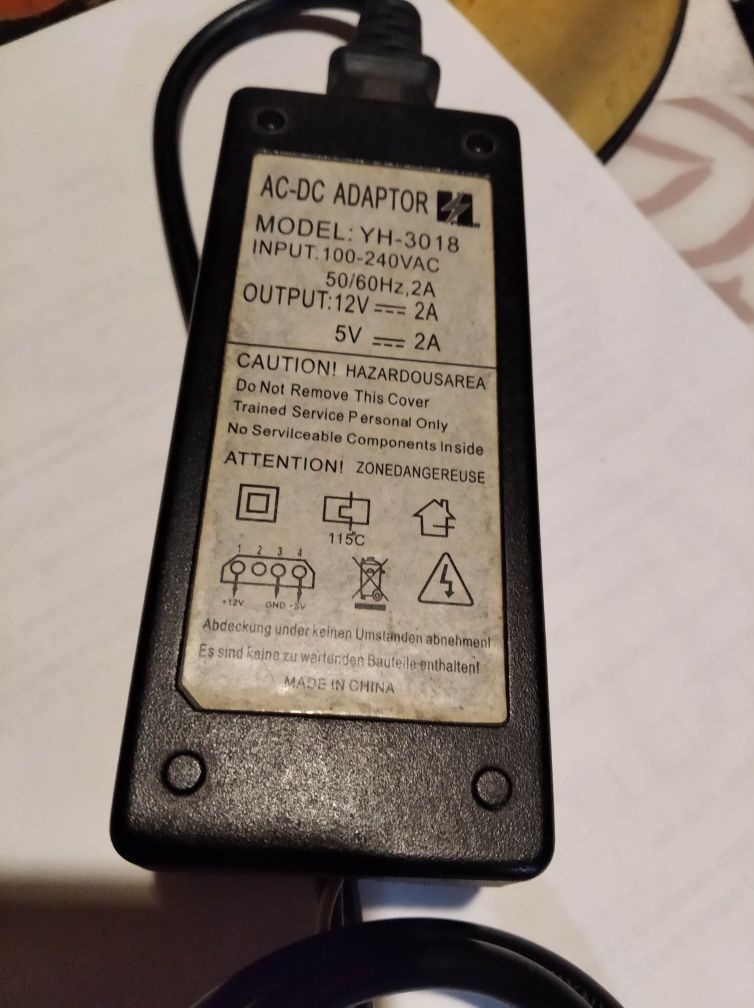 AC-DC ADAPTOR
MODEL: YH-3018
INPUT: 100-240VAC
50/60Hz,2A
OUTPUT:12V 2A
5V 2A
CAUTION! HAZARDOUSAREA
Do Not Remove This Cover
Trained Service Personal Only
No Servilceable Components Inside
ATTENTION! ZONEDANGEREUSE
115C
1 2 3 4
+12V GND +5V
Abdeckung under keinen Umstanden abnehmen!
Es sind keine zu wartenden Bauteile enthalten!
MADE IN CHINA